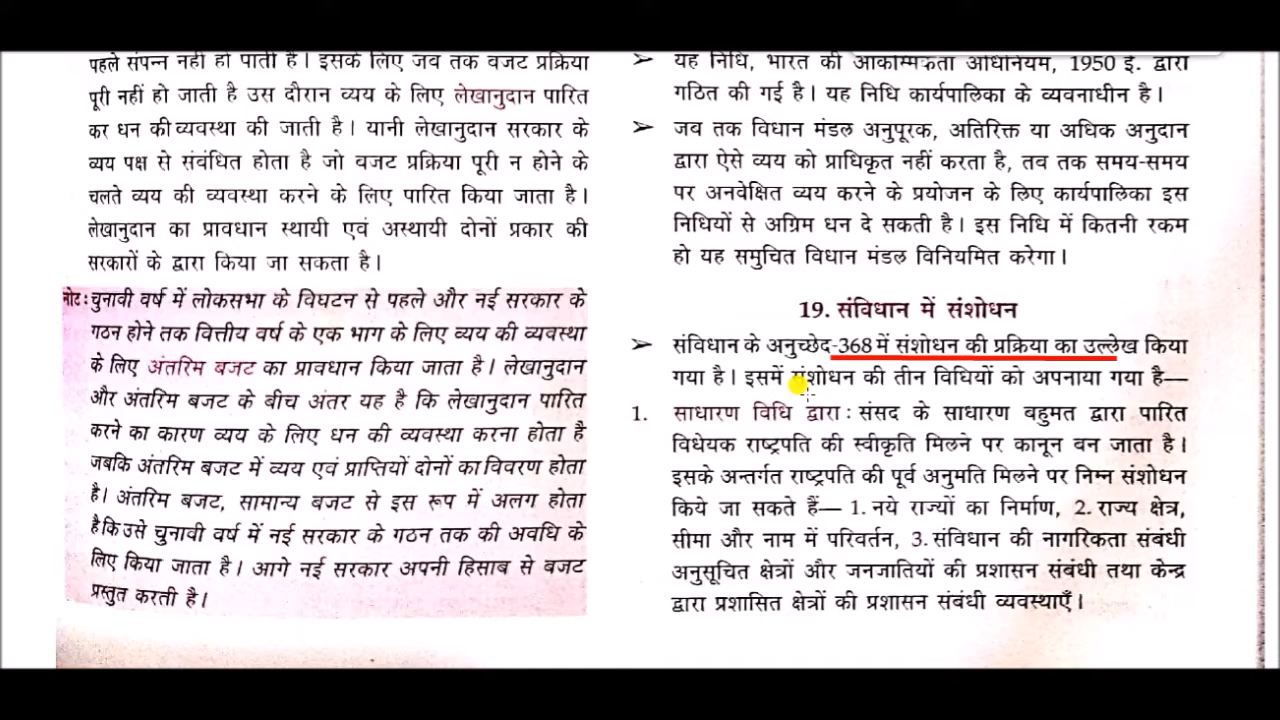 पहले संपन्न नहीं हो पाती है। इसके लिए जब तक बजट प्रक्रिया
पूरी नहीं हो जाती है उस दौरान व्यय के लिए लेखानुदान पारित
कर धन की व्यवस्था की जाती है। यानी लेखानुदान सरकार के
व्यय पक्ष से संबंधित होता है जो बजट प्रक्रिया पूरी न होने के
चलते व्यय की व्यवस्था करने के लिए पारित किया जाता है।
लेखानुदान का प्रावधान स्थायी एवं अस्थायी दोनों प्रकार की
सरकारों के द्वारा किया जा सकता है।
नोट: चुनावी वर्ष में लोकसभा के विघटन से पहले और नई सरकार के
गठन होने तक वित्तीय वर्ष के एक भाग के लिए व्यय की व्यवस्था
के लिए अंतरिम बजट का प्रावधान किया जाता है। लेखानुदान
और अंतरिम बजट के बीच अंतर यह है कि लेखानुदान पारित
करने का कारण व्यय के लिए धन की व्यवस्था करना होता है
जबकि अंतरिम बजट में व्यय एवं प्राप्तियों दोनों का विवरण होता
है। अंतरिम बजट, सामान्य बजट से इस रूप में अलग होता
है कि उसे चुनावी वर्ष में नई सरकार के गठन तक की अवधि के
लिए किया जाता है। आगे नई सरकार अपनी हिसाब से बजट
प्रस्तुत करती है।
➢ यह निधि, भारत की आकस्मिकता अधिनियम, 1950 इ. द्वारा
गठित की गई है। यह निधि कार्यपालिका के व्यवनाधीन है।
➢ जब तक विधान मंडल अनुपूरक, अतिरिक्त या अधिक अनुदान
द्वारा ऐसे व्यय को प्राधिकृत नहीं करता है, तब तक समय-समय
पर अनवेक्षित व्यय करने के प्रयोजन के लिए कार्यपालिका इस
निधियों से अग्रिम धन दे सकती है। इस निधि में कितनी रकम
हो यह समुचित विधान मंडल विनियमित करेगा।
19. संविधान में संशोधन
➢ संविधान के अनुच्छेद-368 में संशोधन की प्रक्रिया का उल्लेख किया
गया है। इसमें संशोधन की तीन विधियों को अपनाया गया है—
1. साधारण विधि द्वारा : संसद के साधारण बहुमत द्वारा पारित
विधेयक राष्ट्रपति की स्वीकृति मिलने पर कानून बन जाता है।
इसके अन्तर्गत राष्ट्रपति की पूर्व अनुमति मिलने पर निम्न संशोधन
किये जा सकते हैं— 1. नये राज्यों का निर्माण, 2. राज्य क्षेत्र,
सीमा और नाम में परिवर्तन, 3. संविधान की नागरिकता संबंधी
अनुसूचित क्षेत्रों और जनजातियों की प्रशासन संबंधी तथा केन्द्र
द्वारा प्रशासित क्षेत्रों की प्रशासन संबंधी व्यवस्थाएँ।